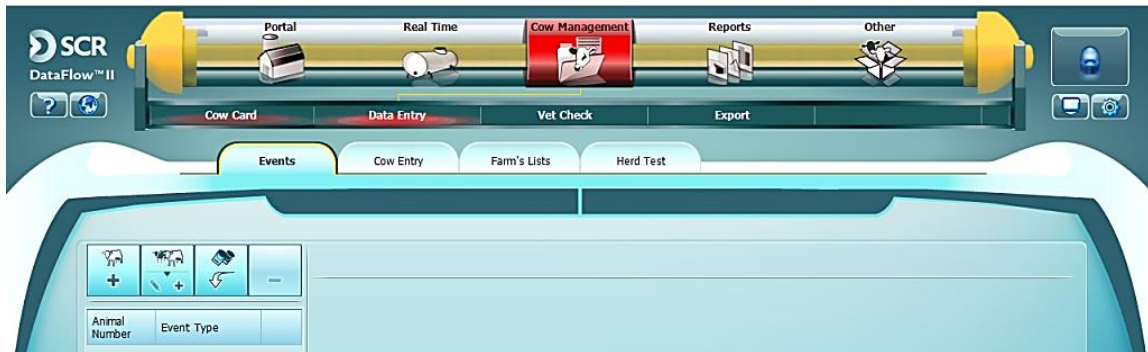 Portal
Real Time
Cow Management
Reports
Other
SCR
DataFlow™II
?
Cow Card
Data Entry
Vet Check
Export
Events
Cow Entry
Farm's Lists
Herd Test
Animal
Number
Event Type